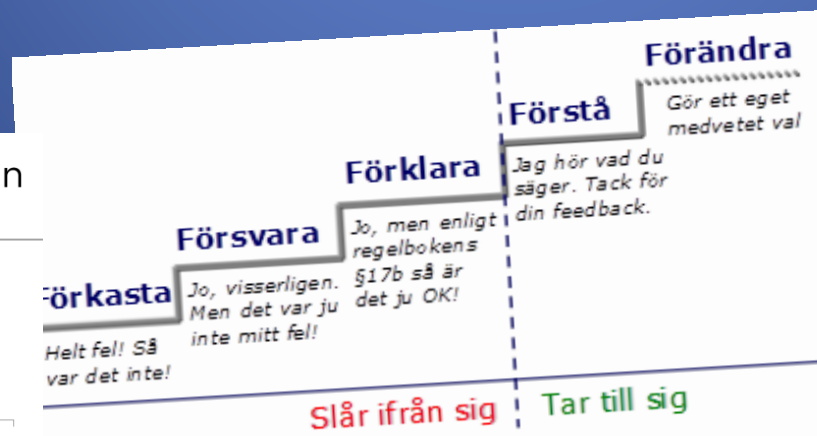 n
Förkasta
Helt fel! Så
var det inte!
Försvara
Jo, visserligen.
Men det var ju
inte mitt fel!
Förklara
Jo, men enligt
regelbokens
§17b så är
det ju OK!
Förstå
Jag hör vad du
säger. Tack för
din feedback.
Förändra
Gör ett eget
medvetet val
Slår ifrån sig
Tar till sig